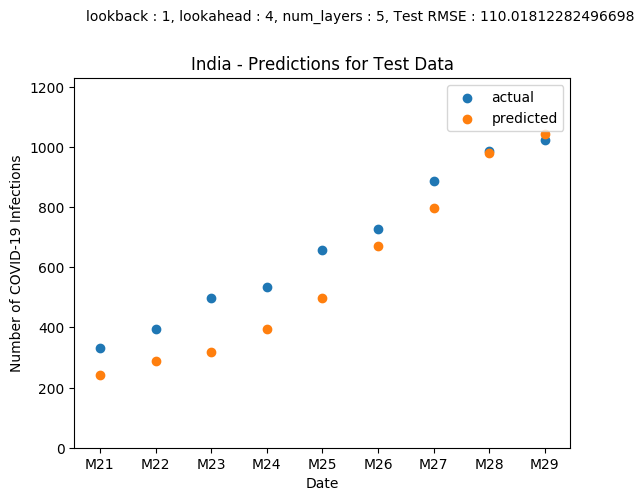 lookback : 1, lookahead : 4, num_layers : 5, Test RMSE : 110.01812282496698
India - Predictions for Test Data
actual
predicted
1200
1000
800
600
400
200
0
Number of COVID-19 Infections
M21 M22 M23 M24 M25 M26 M27 M28 M29
Date